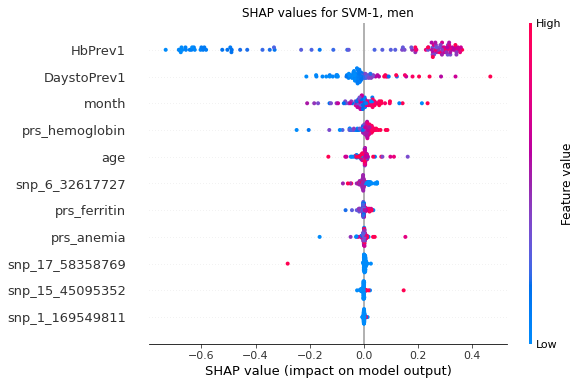 SHAP values for SVM-1, men
High
HbPrev1
DaystoPrev1
month
prs_hemoglobin
age
snp_6_32617727
prs_ferritin
prs_anemia
snp_17_58358769
snp_15_45095352
snp_1_169549811
Feature value
Low
−0.6 −0.4 −0.2 0.0 0.2 0.4
SHAP value (impact on model output)